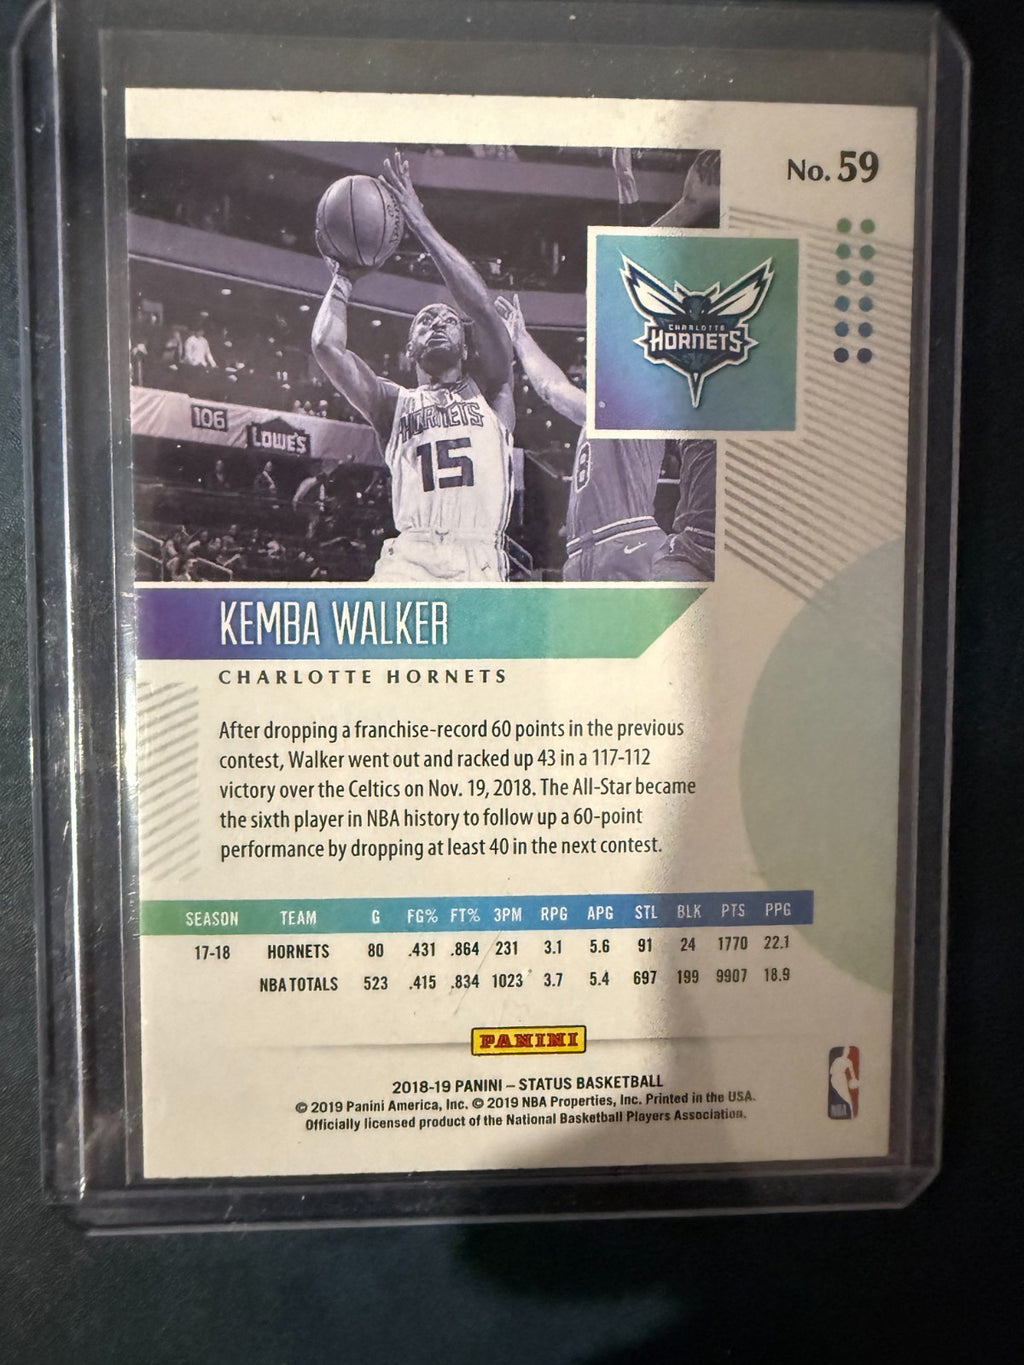 No. 59
CHARLOTTE
HORNETS
106
LOWE'S
HORNETS
15
KEMBA WALKER
CHARLOTTE HORNETS
After dropping a franchise-record 60 points in the previous
contest, Walker went out and racked up 43 in a 117-112
victory over the Celtics on Nov. 19, 2018. The All-Star became
the sixth player in NBA history to follow up a 60-point
performance by dropping at least 40 in the next contest.
SEASON TEAM G FG% FT% 3PM RPG APG STL BLK PTS PPG
17-18 HORNETS 80 .431 .864 231 3.1 5.6 91 24 1770 22.1
NBA TOTALS 523 .415 .834 1023 3.7 5.4 697 199 9907 18.9
PANINI
2018-19 PANINI – STATUS BASKETBALL
© 2019 Panini America, Inc. © 2019 NBA Properties, Inc. Printed in the USA.
Officially licensed product of the National Basketball Players Association.
NBA